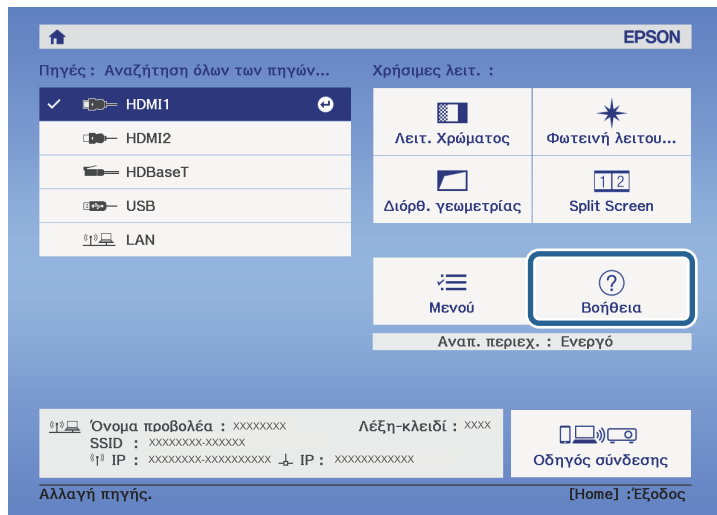 EPSON
Πηγές : Αναζήτηση όλων των πηγών...
HDMI1
HDMI2
HDBaseT
USB
LAN
Χρήσιμες λειτ. :
Λειτ. Χρώματος
Φωτεινή λειτου...
Διόρθ. γεωμετρίας
1 2
Split Screen
Μενού
?
Βοήθεια
Αναπ. περιεχ. : Ενεργό
Όνομα προβολέα : xxxxxxxx
Λέξη-κλειδί : xxxx
SSID : xxxxxxxx-xxxxxx
IP : xxxxxxxx-xxxxxxxxxx
IP : xxxxxxxxxxxx
Οδηγός σύνδεσης
Αλλαγή πηγής.
[Home] :Έξοδος